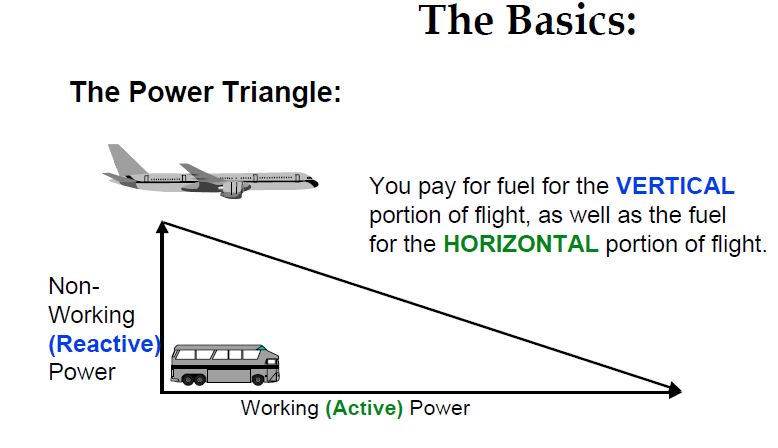 The Basics:
The Power Triangle:
You pay for fuel for the VERTICAL
portion of flight, as well as the fuel
for the HORIZONTAL portion of flight.
Non-
Working
(Reactive)
Power
Working (Active) Power